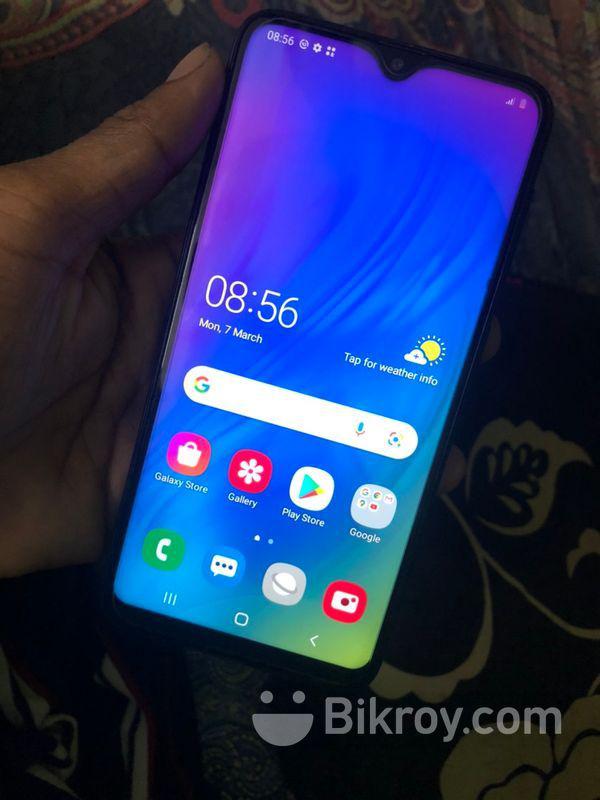 08:56
08:56
Mon, 7 March
Tap for weather info
G
Galaxy Store
Gallery
Play Store
Google
Bikroy.com